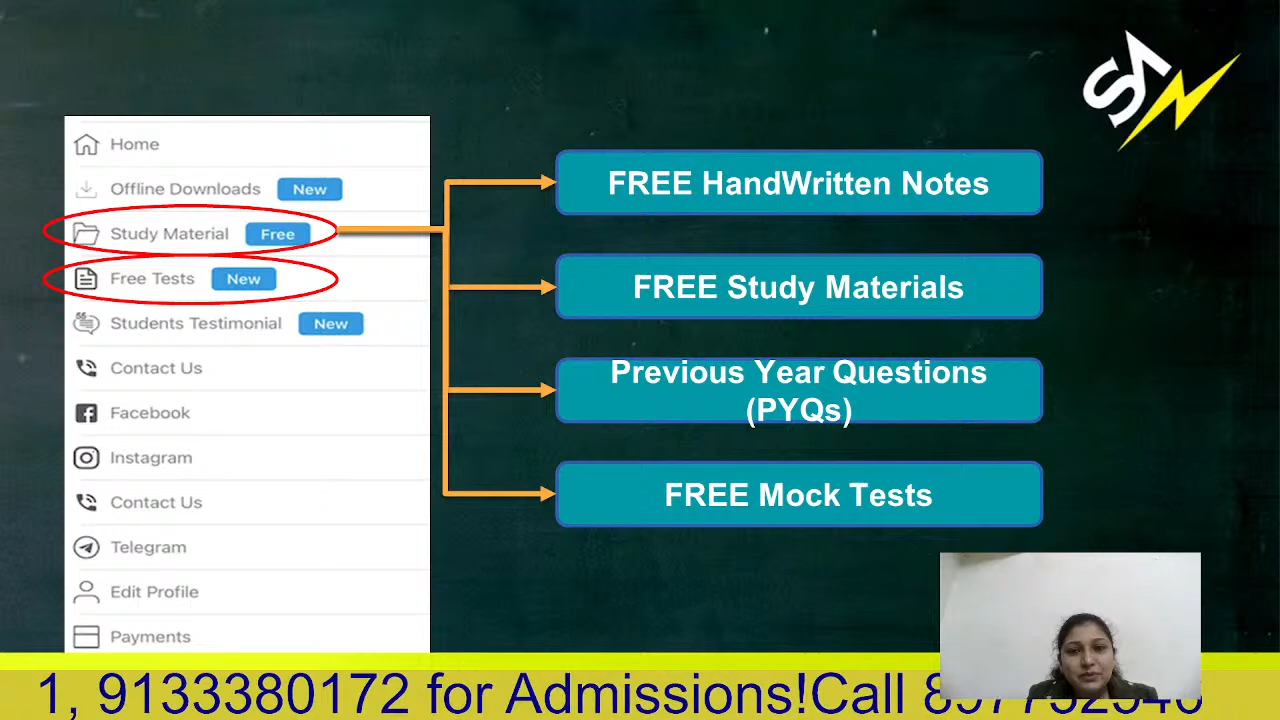 SAN
Home
Offline Downloads New
Study Material Free
Free Tests New
Students Testimonial New
Contact Us
Facebook
Instagram
Contact Us
Telegram
Edit Profile
Payments
FREE HandWritten Notes
FREE Study Materials
Previous Year Questions
(PYQs)
FREE Mock Tests
1, 9133380172 for Admissions!Call